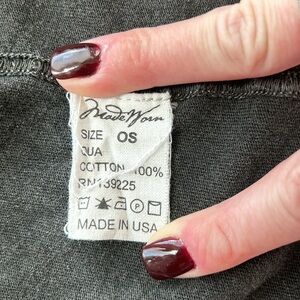 MadeWorn
SIZE OS
QUA
COTTON 100%
RN139225
P
MADE IN USA